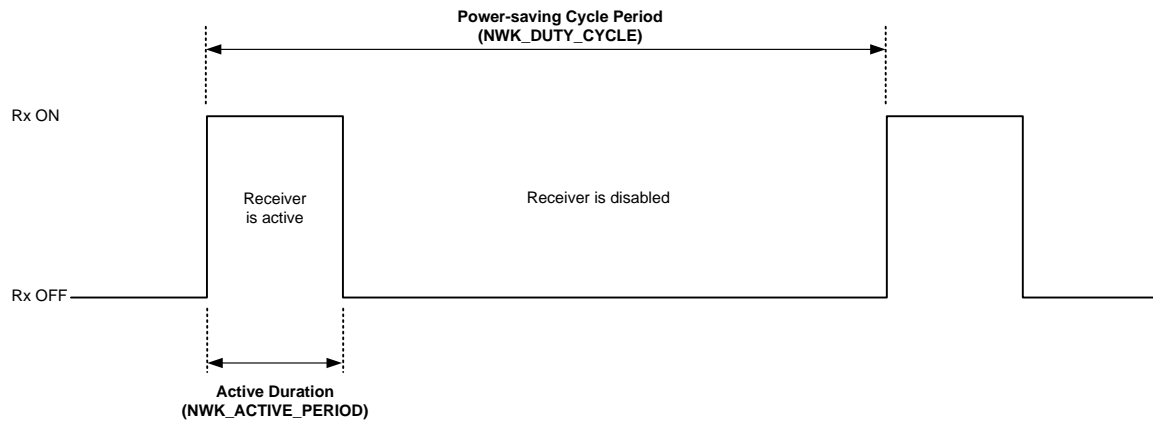 Power-saving Cycle Period
(NWK_DUTY_CYCLE)
Rx ON
Receiver
is active
Receiver is disabled
Rx OFF
Active Duration
(NWK_ACTIVE_PERIOD)